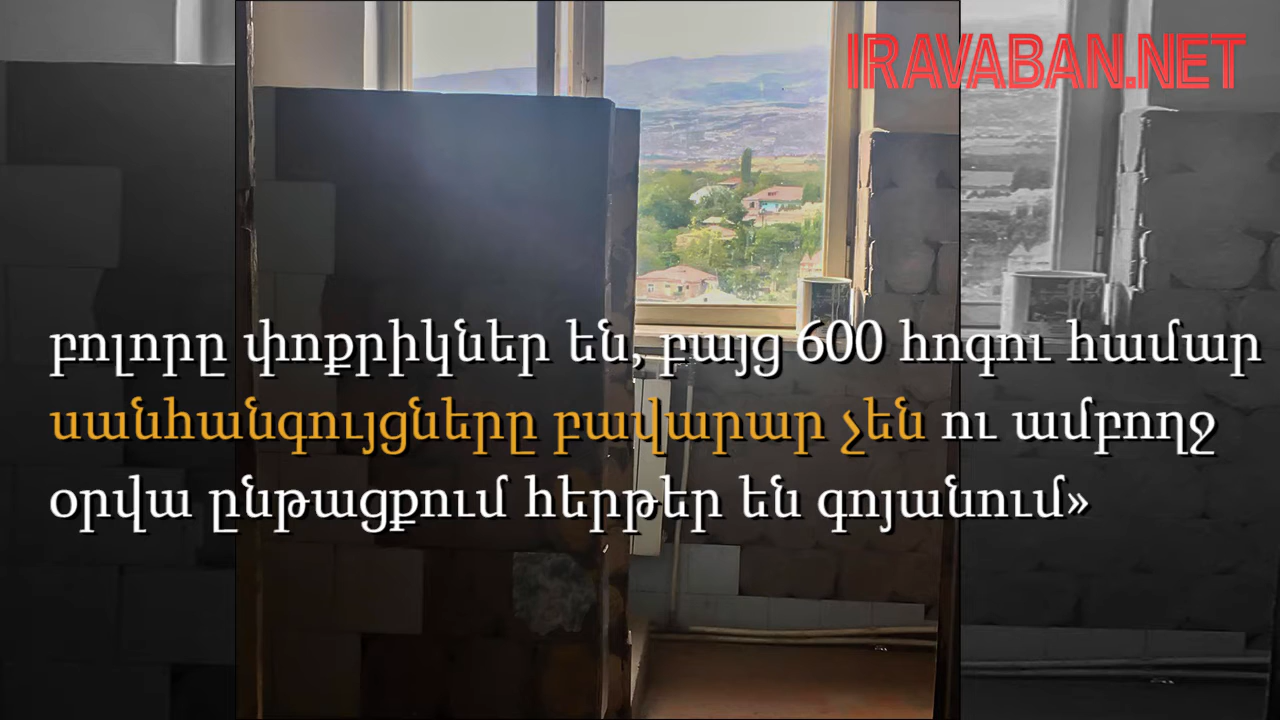 IRAVABAN.NET
բոլորը փոքրիկներ են, բայց 600 հոգու համար
սանհանգույցները բավարար չեն ու ամբողջ
օրվա ընթացքում հերթեր են գոյանում»